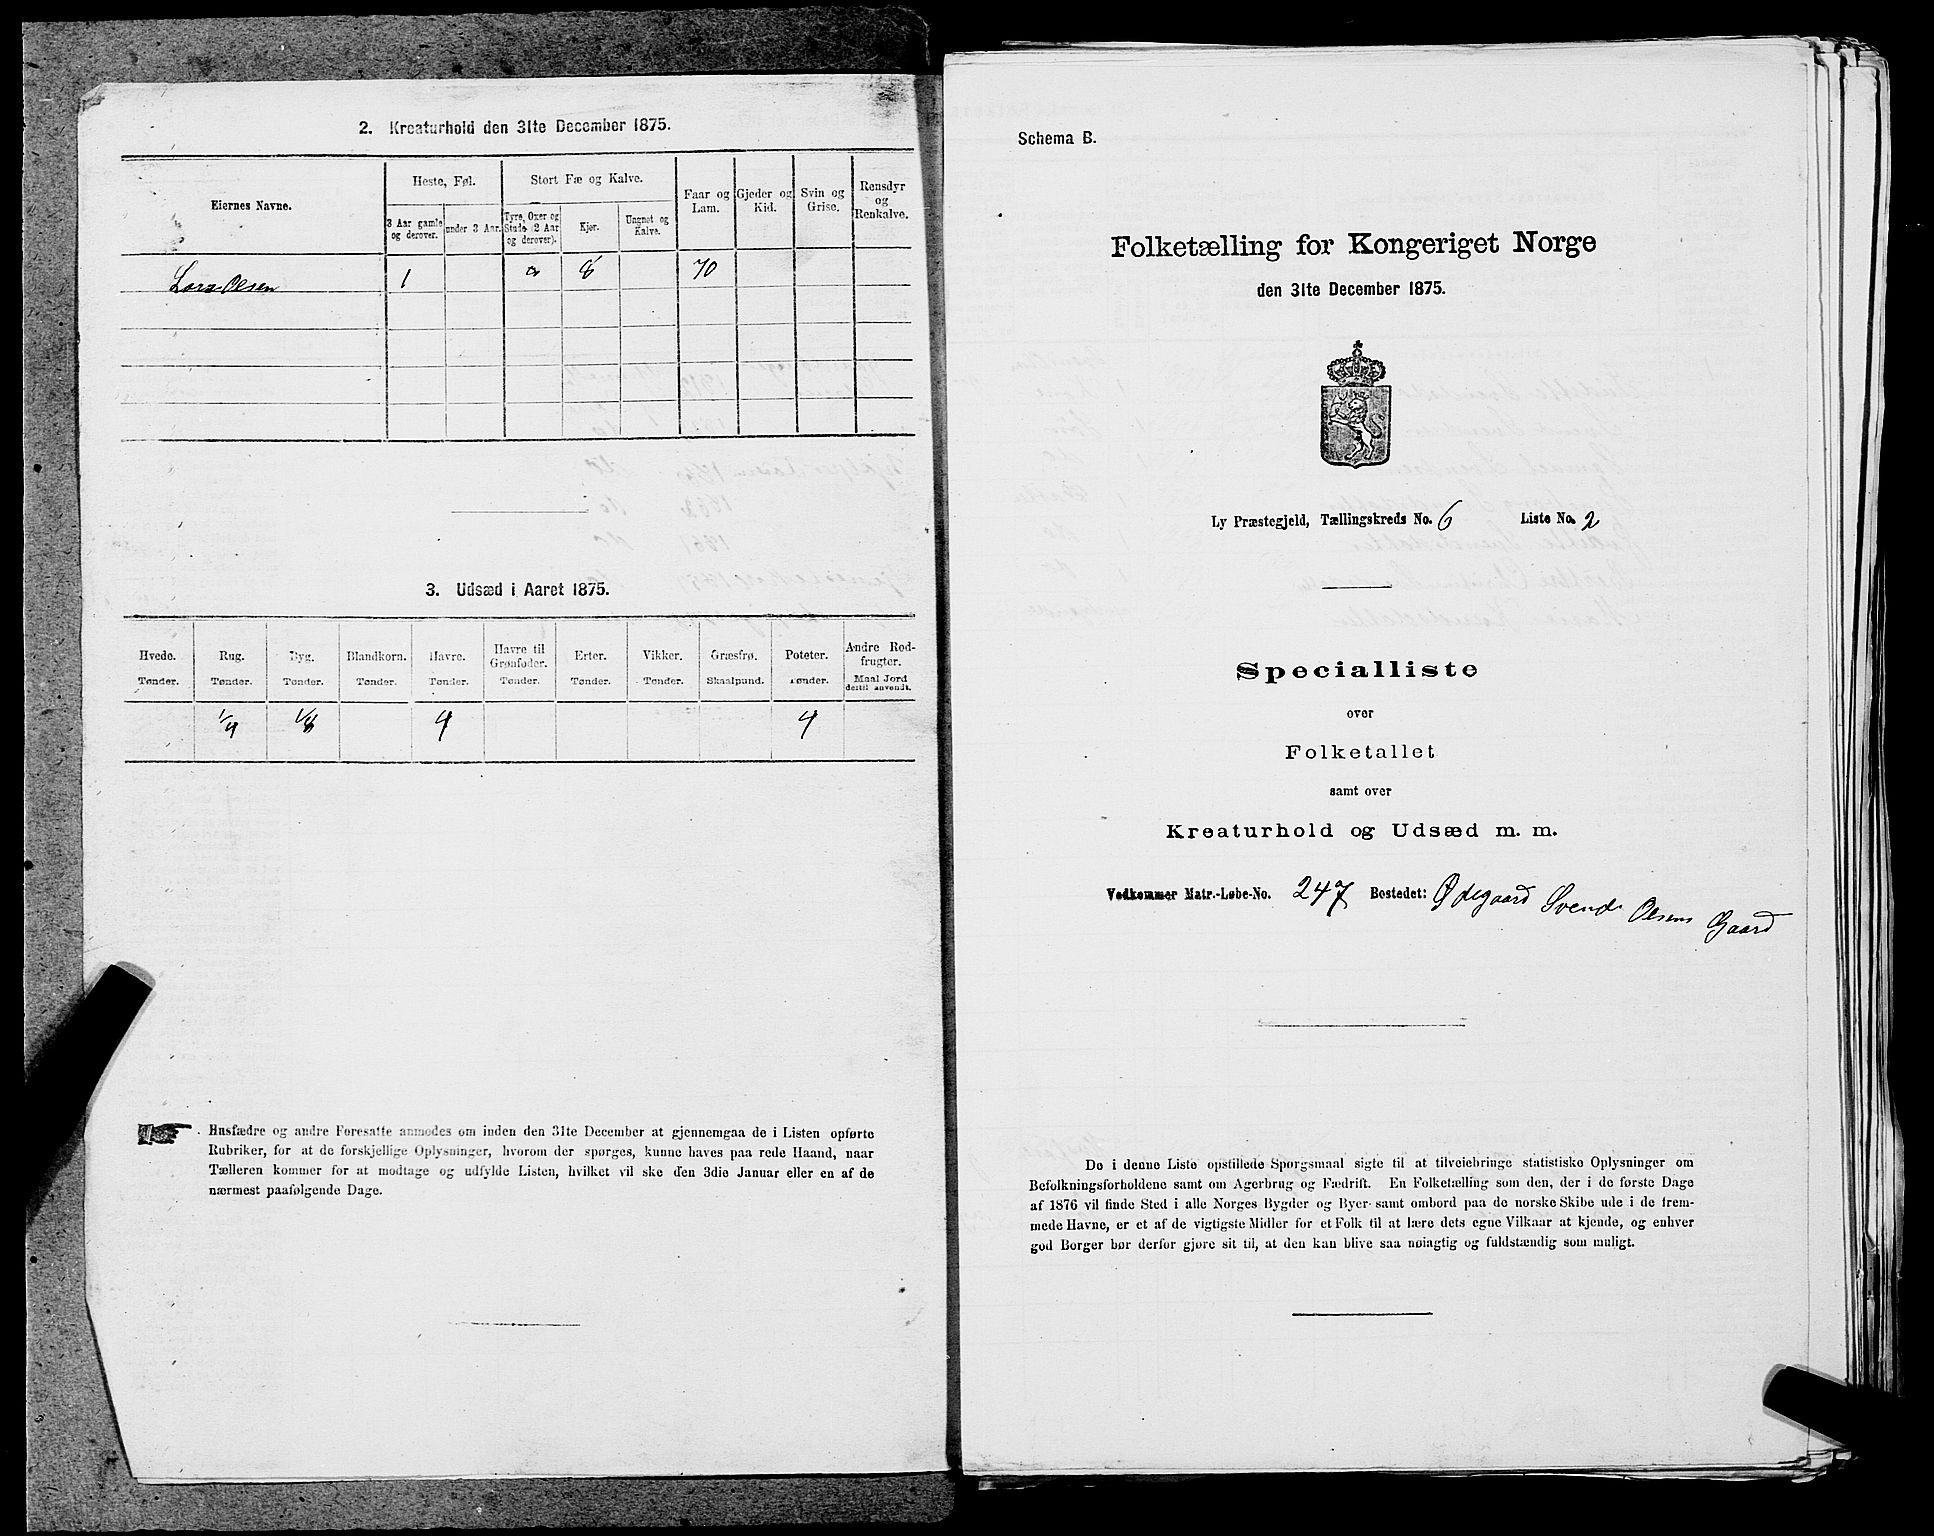 2. Kreaturhold den 31te December 1875.
Eiernes Navne.
Heste, Føl.
Stort Fæ og Kalve.
Faar og Lam.
Gjeder og Kid.
Svin og Grise.
Rensdyr og Renkalve.
3 Aar gamle og derover.
under 3 Aar.
Tyre, Oxer og Stude (2 Aar og derover).
Kjør.
Ungnet og Kalve.
Lars Olsen 1 8 70
3. Udsæd i Aaret 1875.
Hvede. Rug. Byg. Blandkorn. Havre. Havre til Grønfoder. Erter. Vikker. Græsfrø. Poteter. Andre Rodfrugter.
Tønder. Tønder. Tønder. Tønder. Tønder. Tønder. Tønder. Tønder. Skaalpund. Tønder. Maal Jord dertil anvendt.
1/4 1/8 4 4
Husfædre og andre Foresatte anmodes om inden den 31te December at gjennemgaa de i Listen opførte
Rubriker, for at de forskjellige Oplysninger, hvorom der spørges, kunne haves paa rede Haand, naar
Tælleren kommer for at modtage og udfylde Listen, hvilket vil ske den 3die Januar eller en af de
nærmest paafølgende Dage.
Schema B.
Folketælling for Kongeriget Norge
den 31te December 1875.
Ly Præstegjeld, Tællingskreds No. 6 Liste No. 2
Specialliste
over
Folketallet
samt over
Kreaturhold og Udsæd m. m.
Vedkommer Matr.-Løbe-No. 247 Bostedet: Ødegaard Svend Olsens Gaard
De i denne Liste opstillede Spørgsmaal sigte til at tilveiebringe statistiske Oplysninger om
Befolkningsforholdene samt om Agerbrug og Fædrift. En Folketælling som den, der i de første Dage
af 1876 vil finde Sted i alle Norges Bygder og Byer samt ombord paa de norske Skibe ude i de frem-
mede Havne, er et af de vigtigste Midler for et Folk til at lære dets egne Vilkaar at kjende, og enhver
god Borger bør derfor gjøre sit til, at den kan blive saa nøiagtig og fuldstændig som muligt.